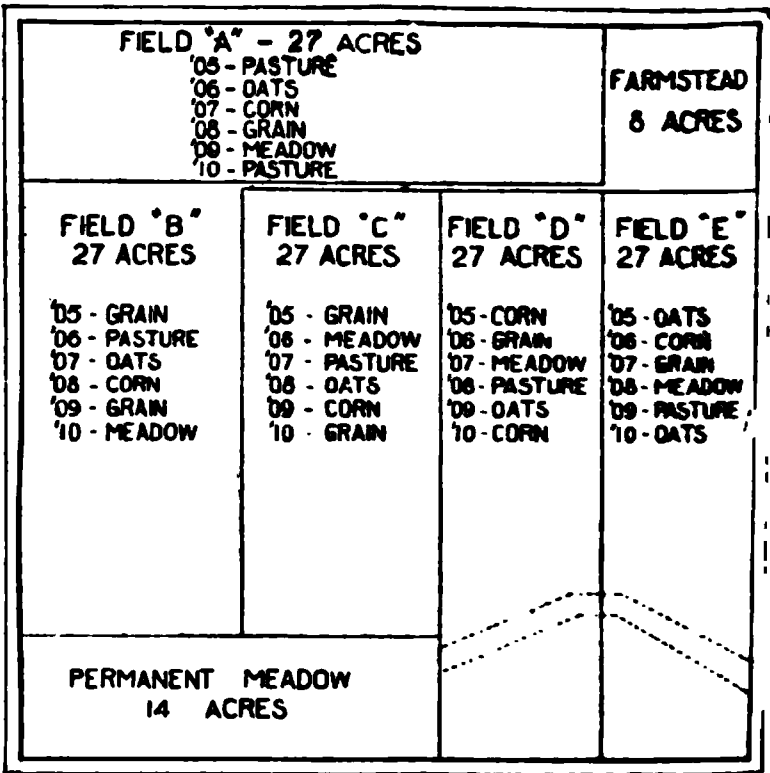 FIELD "A" - 27 ACRES
'05 - PASTURE
'06 - OATS
'07 - CORN
'08 - GRAIN
'09 - MEADOW
'10 - PASTURE
FARMSTEAD
8 ACRES
FIELD "B"
27 ACRES
'05 - GRAIN
'06 - PASTURE
'07 - OATS
'08 - CORN
'09 - GRAIN
'10 - MEADOW
FIELD "C"
27 ACRES
'05 - GRAIN
'06 - MEADOW
'07 - PASTURE
'08 - OATS
'09 - CORN
'10 - GRAIN
FIELD "D"
27 ACRES
'05 - CORN
'06 - GRAIN
'07 - MEADOW
'08 - PASTURE
'09 - OATS
'10 - CORN
FIELD "E"
27 ACRES
'05 - OATS
'06 - CORN
'07 - GRAIN
'08 - MEADOW
'09 - PASTURE
'10 - OATS
PERMANENT MEADOW
14 ACRES